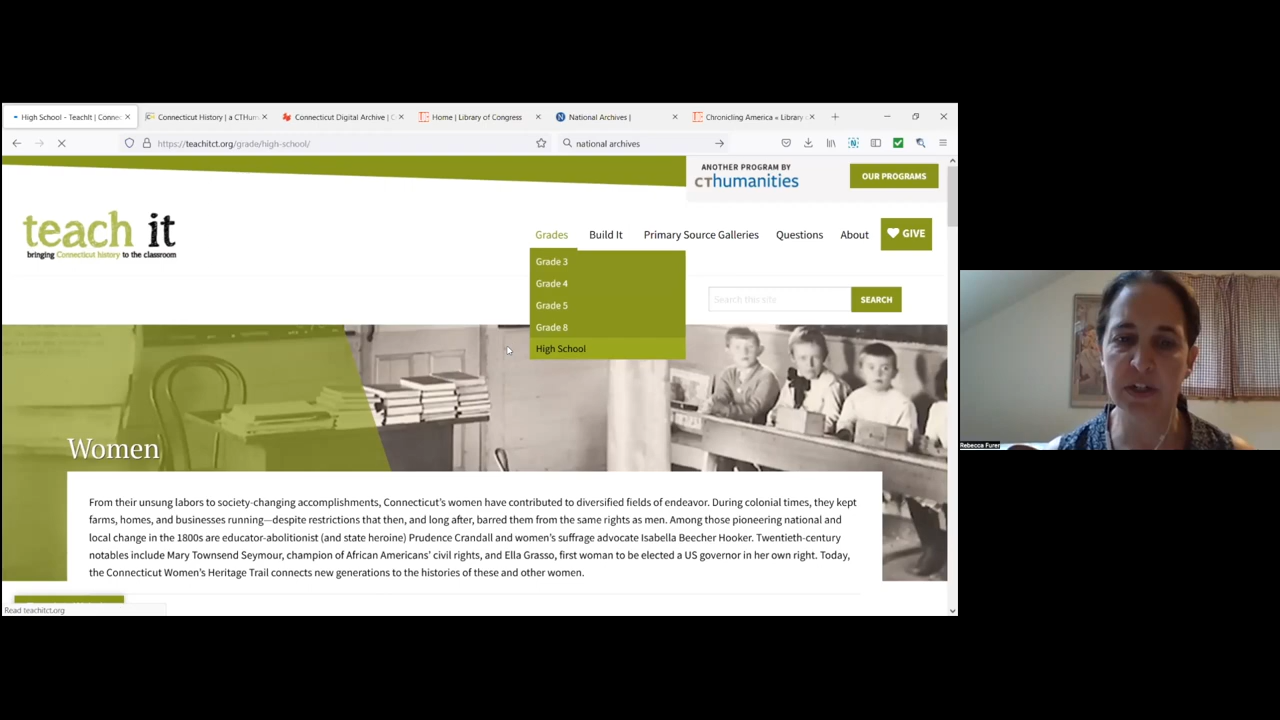 High School - TeachIt | Connec
Connecticut History | a CTHum
Connecticut Digital Archive | C
Home | Library of Congress
National Archives |
Chronicling America « Library
https://teachitct.org/grade/high-school/
national archives
ANOTHER PROGRAM BY
CThumanities
OUR PROGRAMS
teach it
bringing Connecticut history to the classroom
Grades
Build It
Primary Source Galleries
Questions
About
GIVE
Grade 3
Grade 4
Grade 5
Grade 8
High School
Search this site
SEARCH
Women
From their unsung labors to society-changing accomplishments, Connecticut's women have contributed to diversified fields of endeavor. During colonial times, they kept
farms, homes, and businesses running—despite restrictions that then, and long after, barred them from the same rights as men. Among those pioneering national and
local change in the 1800s are educator-abolitionist (and state heroine) Prudence Crandall and women's suffrage advocate Isabella Beecher Hooker. Twentieth-century
notables include Mary Townsend Seymour, champion of African Americans' civil rights, and Ella Grasso, first woman to be elected a US governor in her own right. Today,
the Connecticut Women's Heritage Trail connects new generations to the histories of these and other women.
Read teachitct.org
Rebecca Furer